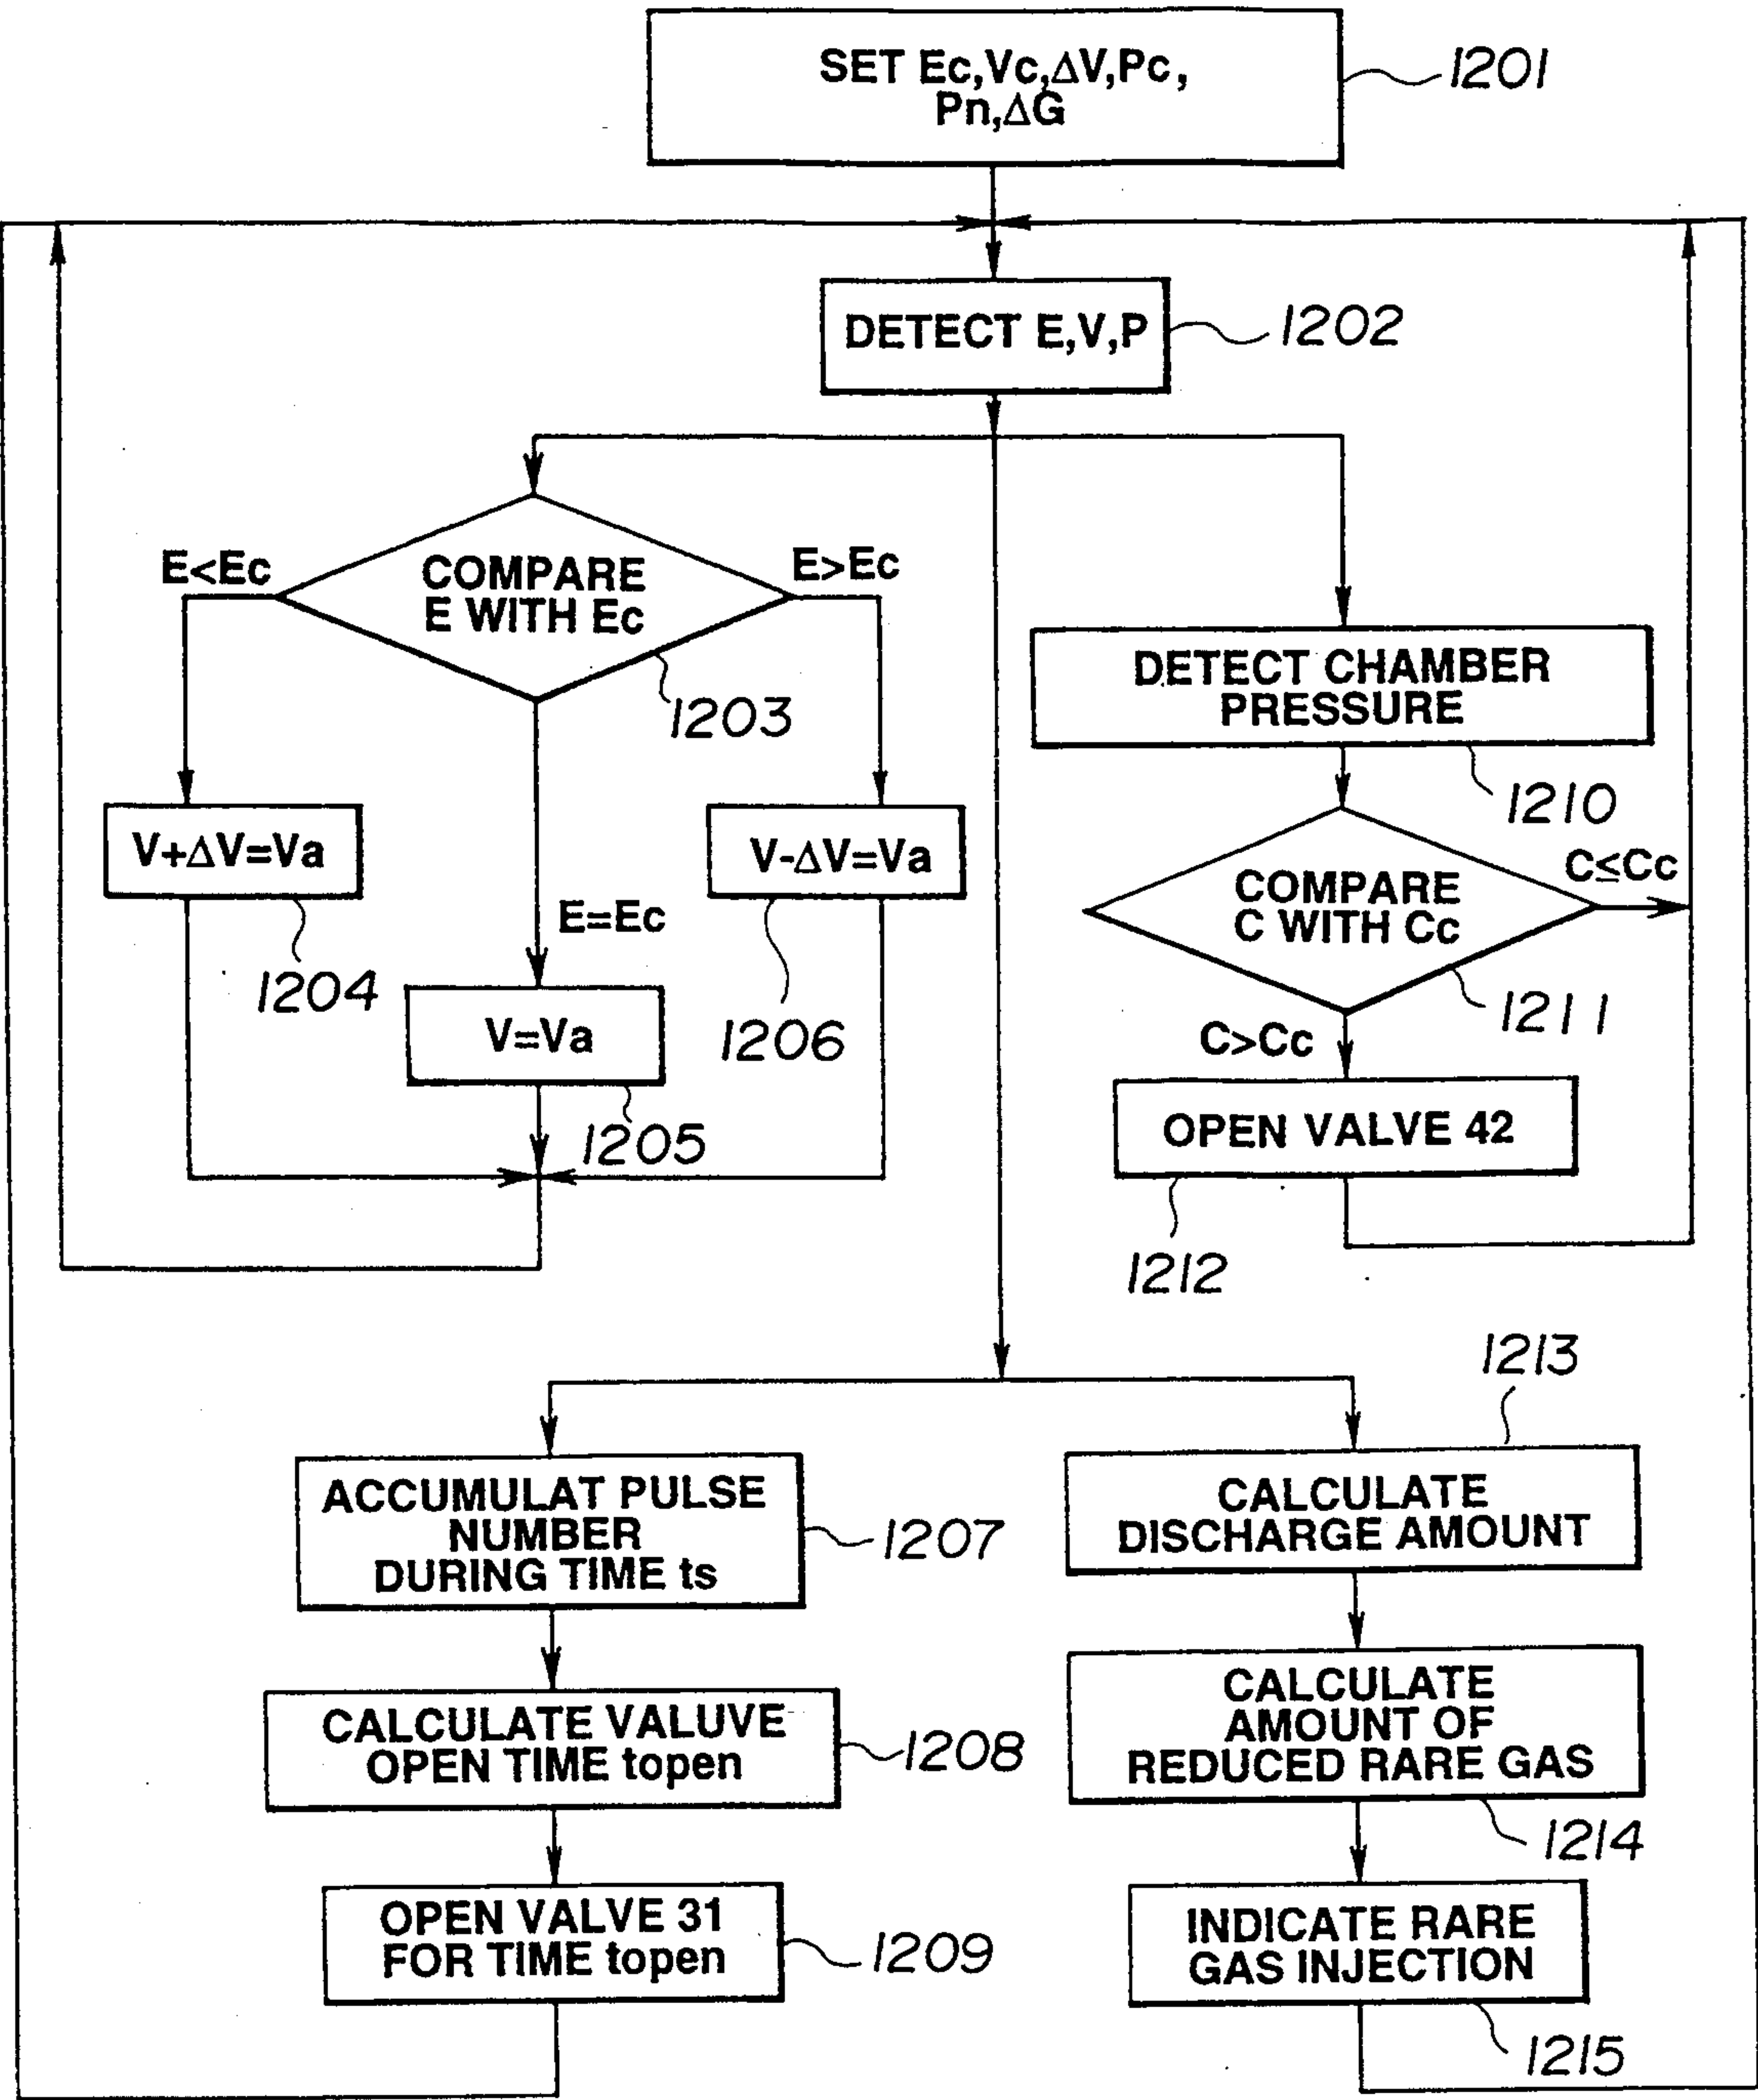 SET Ec,Vc,ΔV,Pc,
Pn,ΔG
1201
DETECT E,V,P
1202
COMPARE
E WITH Ec
E<Ec
E>Ec
1203
DETECT CHAMBER
PRESSURE
1210
V+ΔV=Va
1204
E=Ec
V-ΔV=Va
1206
V=Va
1205
COMPARE
C WITH Cc
C≤Cc
1211
C>Cc
OPEN VALVE 42
1212
1213
ACCUMULAT PULSE
NUMBER
DURING TIME ts
1207
CALCULATE VALUVE
OPEN TIME topen
1208
OPEN VALVE 31
FOR TIME topen
1209
CALCULATE
DISCHARGE AMOUNT
CALCULATE
AMOUNT OF
REDUCED RARE GAS
1214
INDICATE RARE
GAS INJECTION
1215